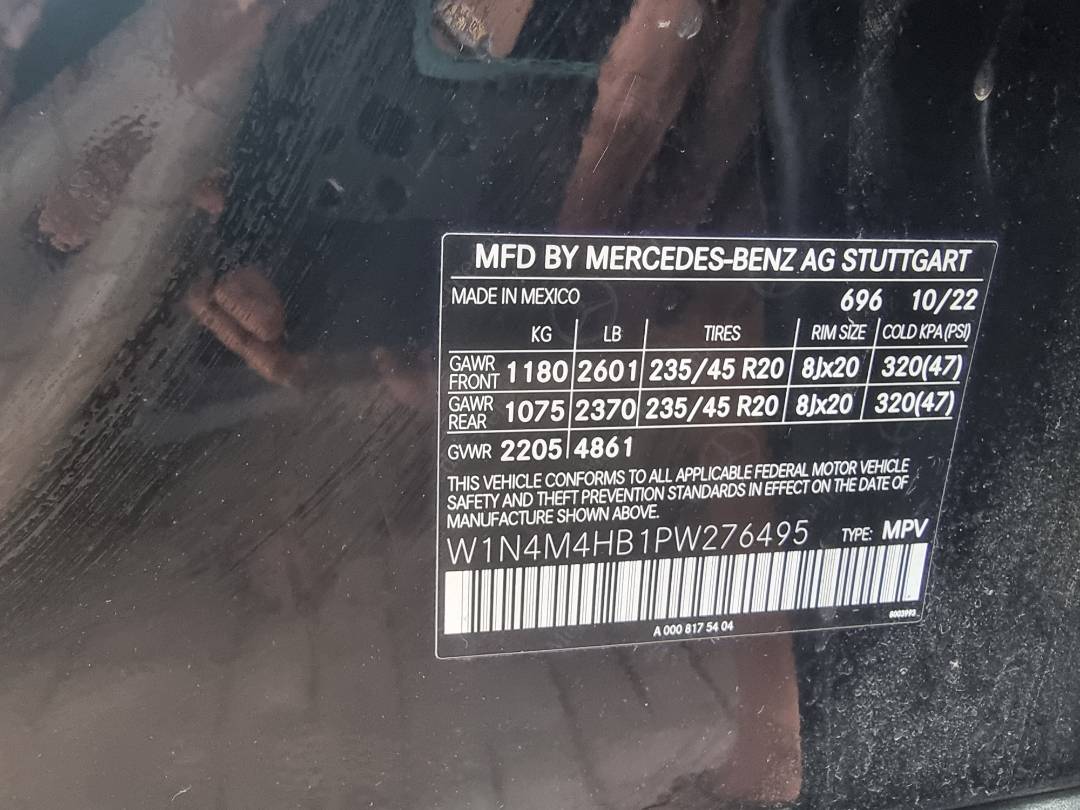 MFD BY MERCEDES-BENZ AG STUTTGART
MADE IN MEXICO 696 10/22
KG LB TIRES RIM SIZE COLD KPA (PSI)
GAWR FRONT 1180 2601 235/45 R20 8Jx20 320(47)
GAWR REAR 1075 2370 235/45 R20 8Jx20 320(47)
GVWR 2205 4861
THIS VEHICLE CONFORMS TO ALL APPLICABLE FEDERAL MOTOR VEHICLE
SAFETY AND THEFT PREVENTION STANDARDS IN EFFECT ON THE DATE OF
MANUFACTURE SHOWN ABOVE.
W1N4M4HB1PW276495 TYPE: MPV
A 000 817 54 04 8003993